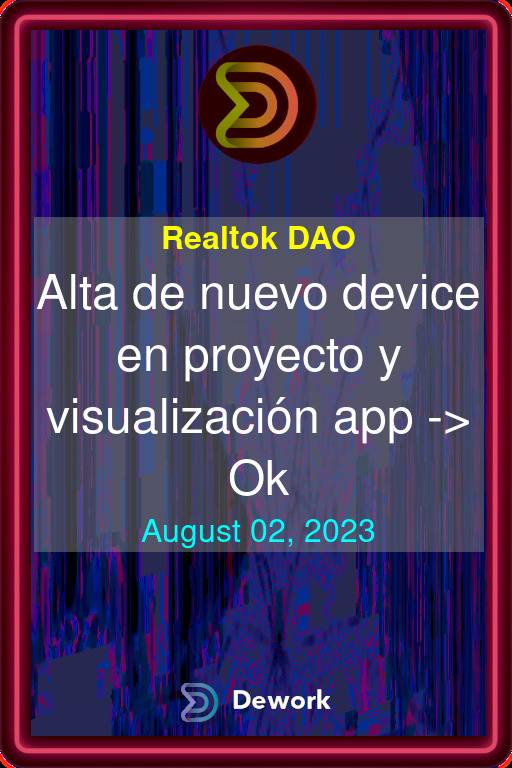 Realtok DAO
Alta de nuevo device
en proyecto y
visualización app ->
Ok
August 02, 2023
Dework